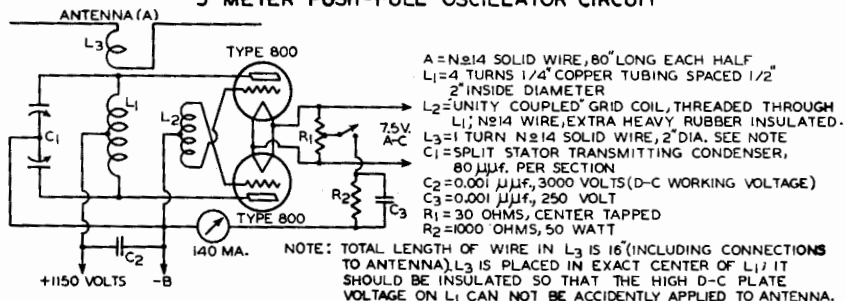 5 METER PUSH-PULL OSCILLATOR CIRCUIT
ANTENNA (A)
L3
TYPE 800
L1
L2
C1
R1
7.5V.
A-C
R2
C3
TYPE 800
140 MA.
C2
+1150 VOLTS
-B
A = No14 SOLID WIRE, 80" LONG EACH HALF
L1 = 4 TURNS 1/4" COPPER TUBING SPACED 1/2"
2" INSIDE DIAMETER
L2="UNITY COUPLED" GRID COIL, THREADED THROUGH
L1; No14 WIRE, EXTRA HEAVY RUBBER INSULATED.
L3=1 TURN No14 SOLID WIRE, 2" DIA. SEE NOTE
C1 = SPLIT STATOR TRANSMITTING CONDENSER,
80 µµf. PER SECTION
C2=0.001 µµf., 3000 VOLTS (D-C WORKING VOLTAGE)
C3=0.001 µµf., 250 VOLT
R1 = 30 OHMS, CENTER TAPPED
R2=1000 OHMS, 50 WATT
NOTE: TOTAL LENGTH OF WIRE IN L3 IS 16" (INCLUDING CONNECTIONS
TO ANTENNA). L3 IS PLACED IN EXACT CENTER OF L1; IT
SHOULD BE INSULATED SO THAT THE HIGH D-C PLATE
VOLTAGE ON L1 CAN NOT BE ACCIDENTLY APPLIED TO ANTENNA.